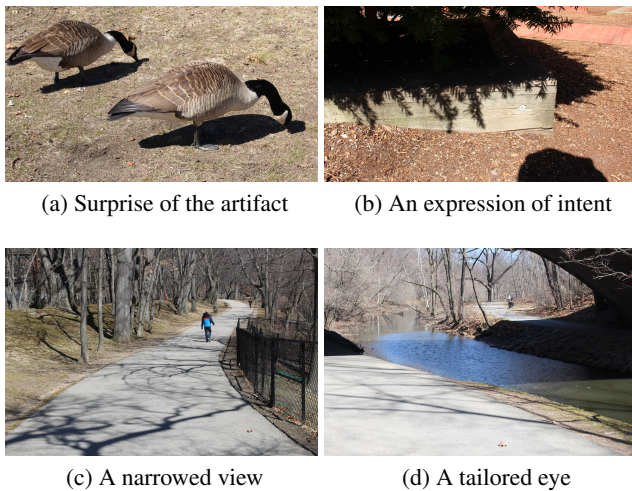 (a) Surprise of the artifact
(b) An expression of intent
(c) A narrowed view
(d) A tailored eye